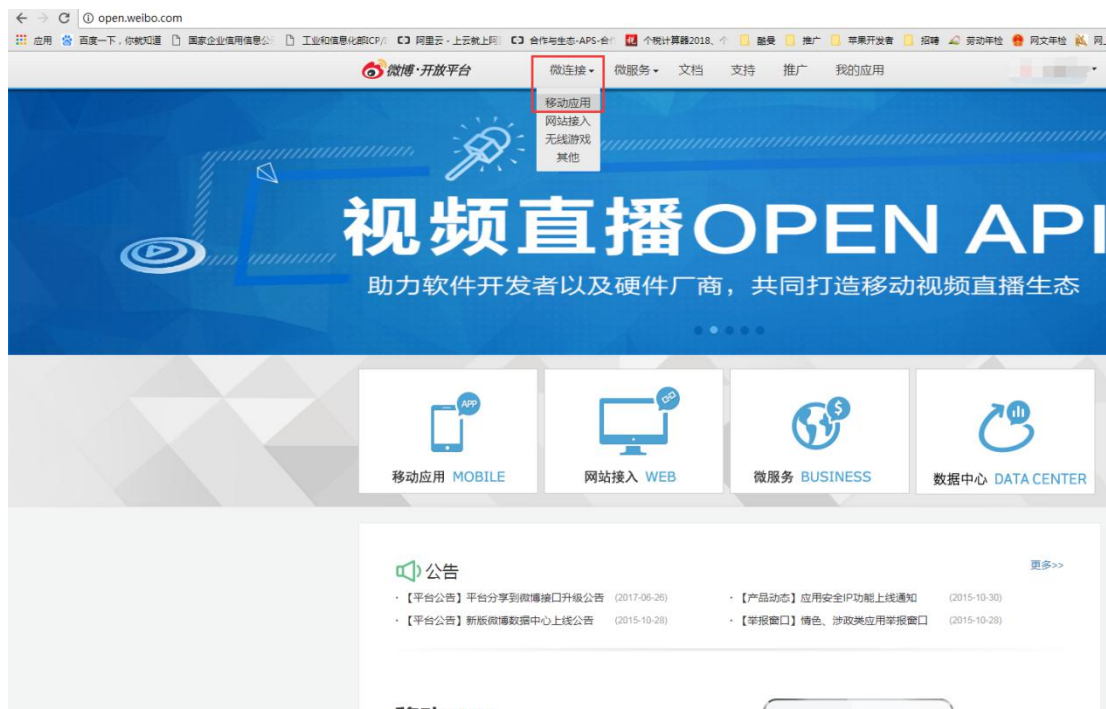 open.weibo.com
应用 百度一下,你就知道 国家企业信用信息公 工业和信息化部ICP/ 阿里云-上云就上阿 合作与生态-APS-合 个税计算器2018、个 酷曼 推广 苹果开发者 招聘 劳动年检 网文年检 网上
微博·开放平台 微连接 微服务 文档 支持 推广 我的应用
移动应用
网站接入
无线游戏
其他
视频直播OPEN API
助力软件开发者以及硬件厂商,共同打造移动视频直播生态
APP
移动应用 MOBILE 网站接入 WEB 微服务 BUSINESS 数据中心 DATA CENTER
公告 更多>>
· 【平台公告】平台分享到微博接口升级公告 (2017-06-26) · 【产品动态】应用安全IP功能上线通知 (2015-10-30)
· 【平台公告】新版微博数据中心上线公告 (2015-10-28) · 【举报窗口】情色、涉政类应用举报窗口 (2015-10-28)